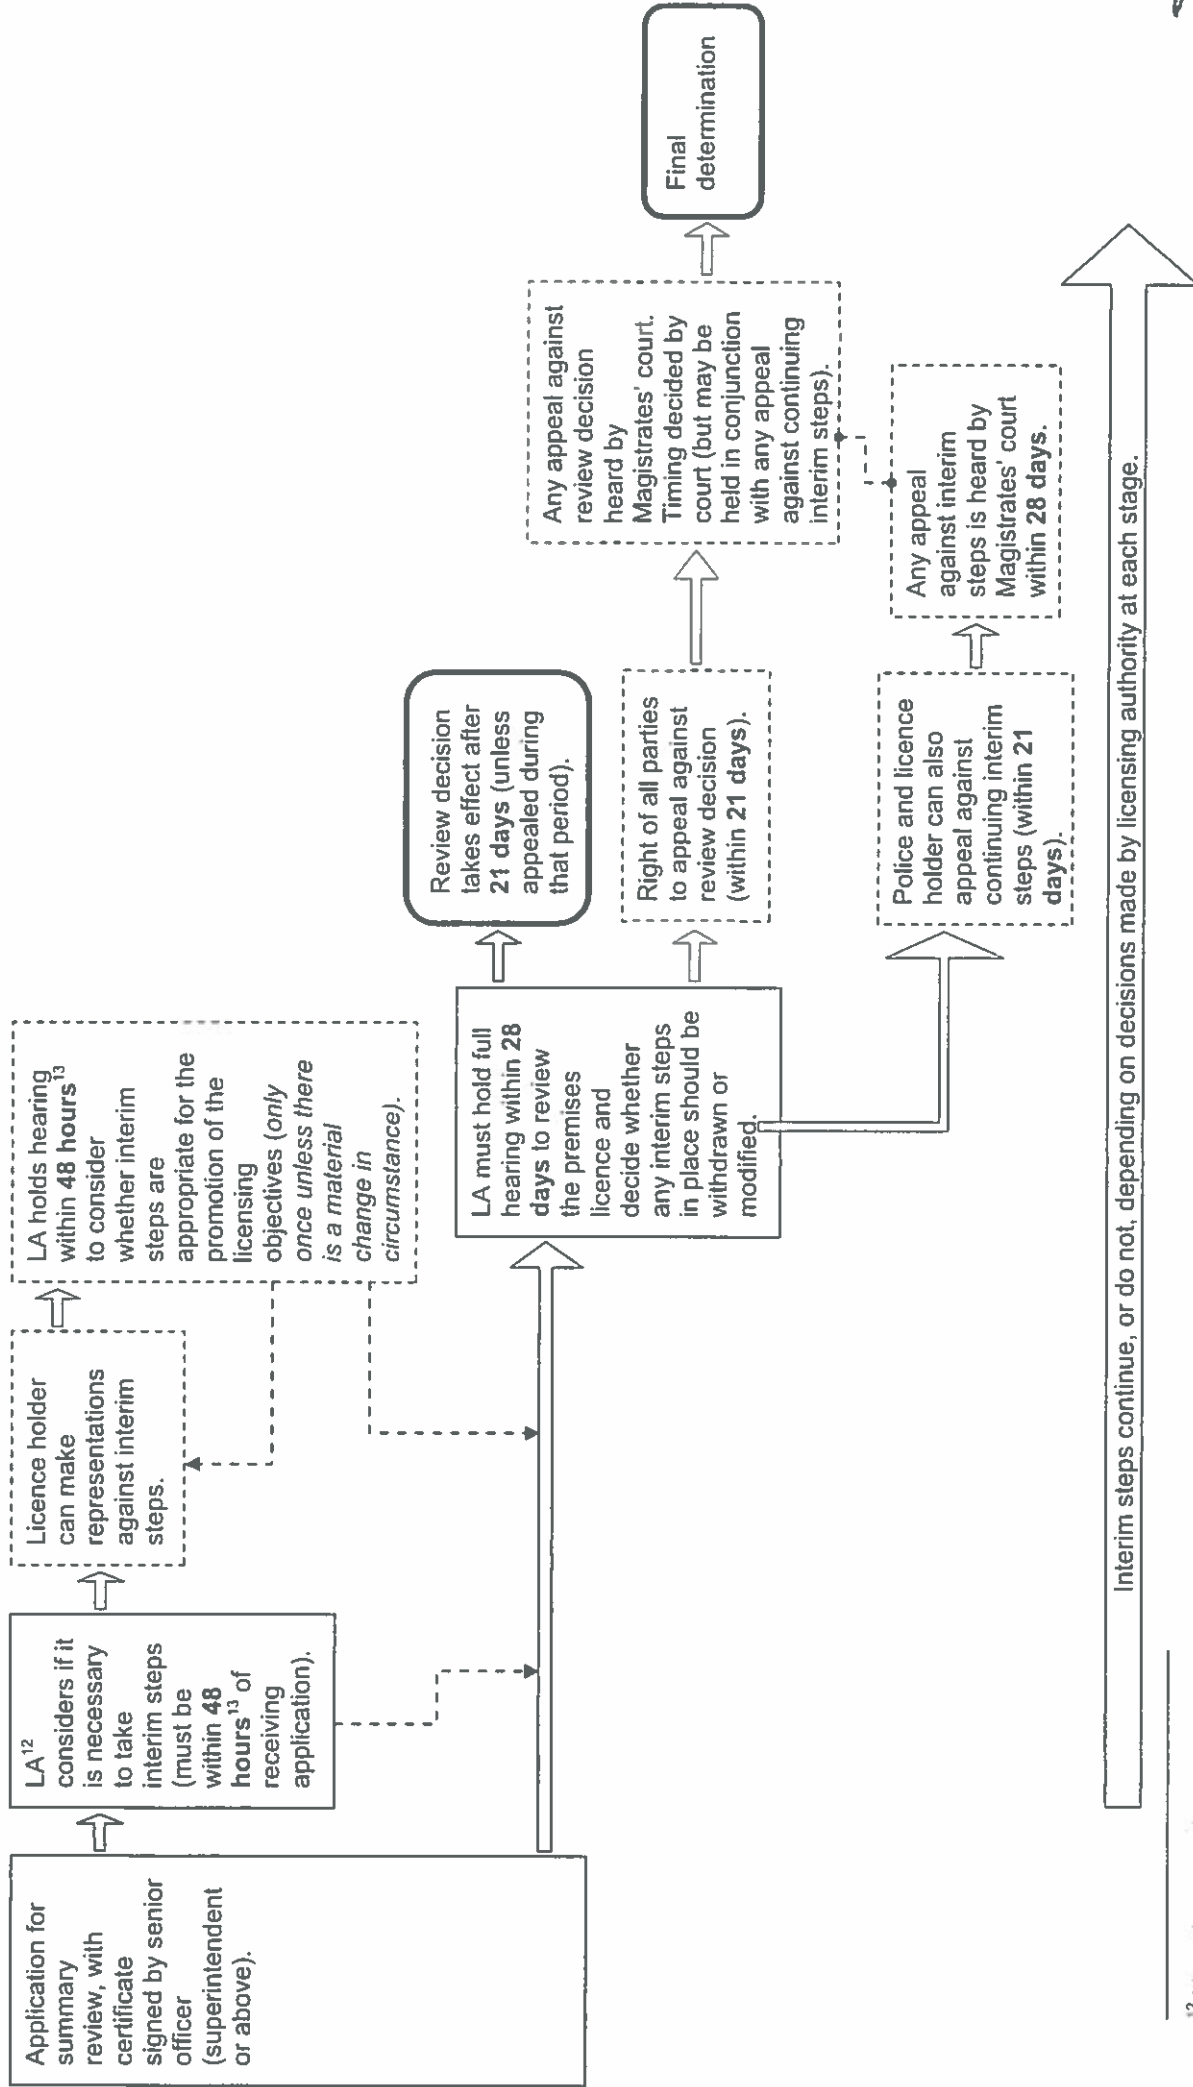 Application for
summary
review, with
certificate
signed by senior
officer
(superintendent
or above).
LA12
considers if it
is necessary
to take
interim steps
(must be
within 48
hours13 of
receiving
application).
Licence holder
can make
representations
against interim
steps.
LA holds hearing
within 48 hours13
to consider
whether interim
steps are
appropriate for the
promotion of the
licensing
objectives (only
once unless there
is a material
change in
circumstance).
LA must hold full
hearing within 28
days to review
the premises
licence and
decide whether
any interim steps
in place should be
withdrawn or
modified.
Review decision
takes effect after
21 days (unless
appealed during
that period).
Right of all parties
to appeal against
review decision
(within 21 days).
Police and licence
holder can also
appeal against
continuing interim
steps (within 21
days).
Any appeal against
review decision
heard by
Magistrates' court.
Timing decided by
court (but may be
held in conjunction
with any appeal
against continuing
interim steps).
Any appeal
against interim
steps is heard by
Magistrates' court
within 28 days.
Final
determination
Interim steps continue, or do not, depending on decisions made by licensing authority at each stage.